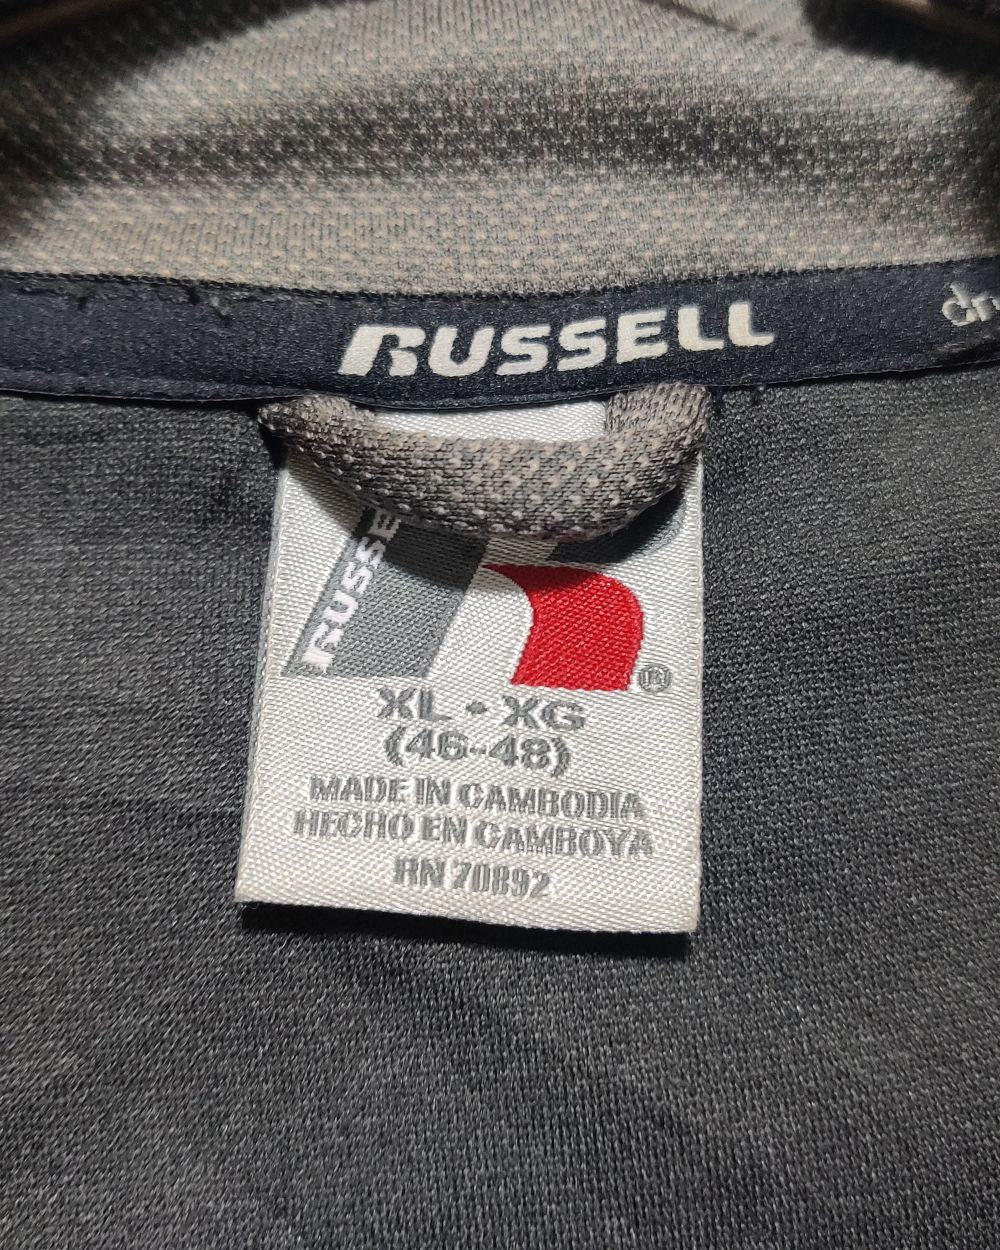 RUSSELL
RUSSE
®
XL • XG
(46-48)
MADE IN CAMBODIA
HECHO EN CAMBOYA
RN 70892